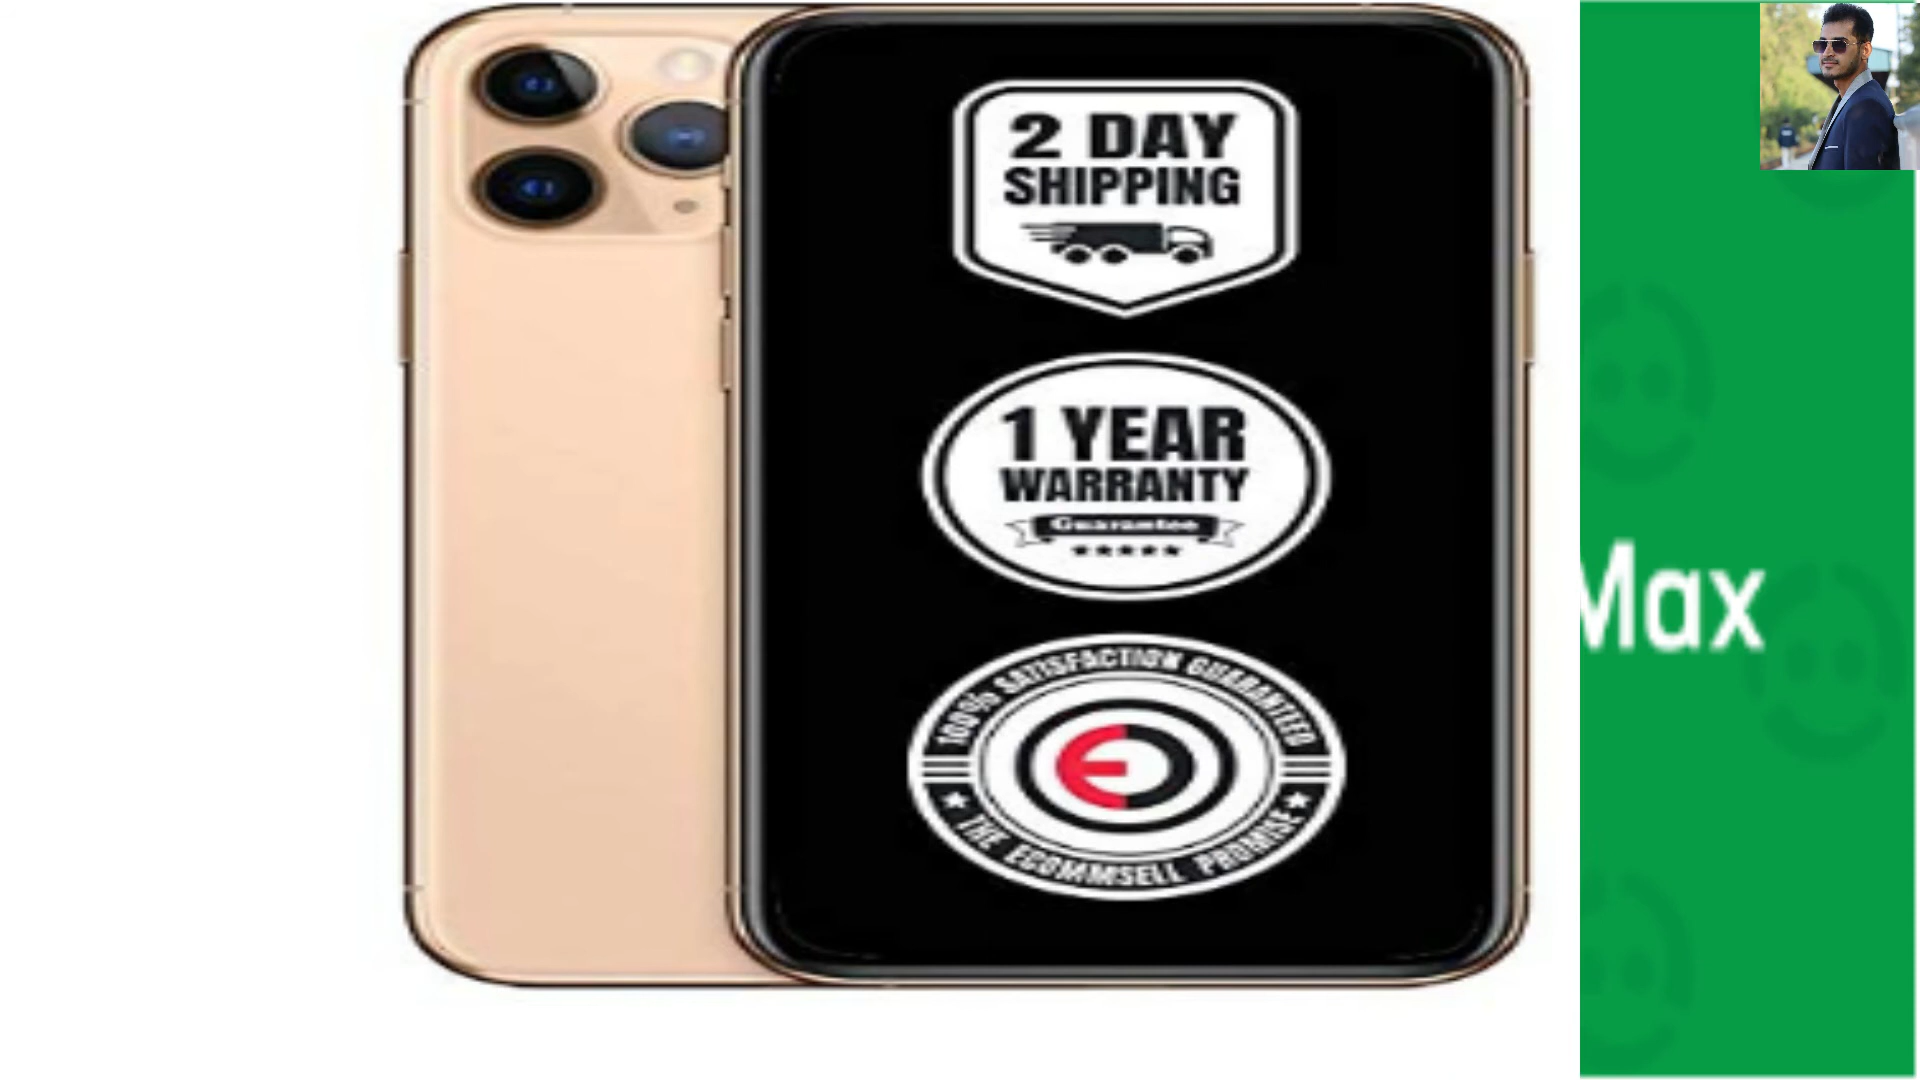 2 DAY
SHIPPING
1 YEAR
WARRANTY
Guarantee
100% SATISFACTION GUARANTEED
THE ECOMMSELL PROMISE
Max